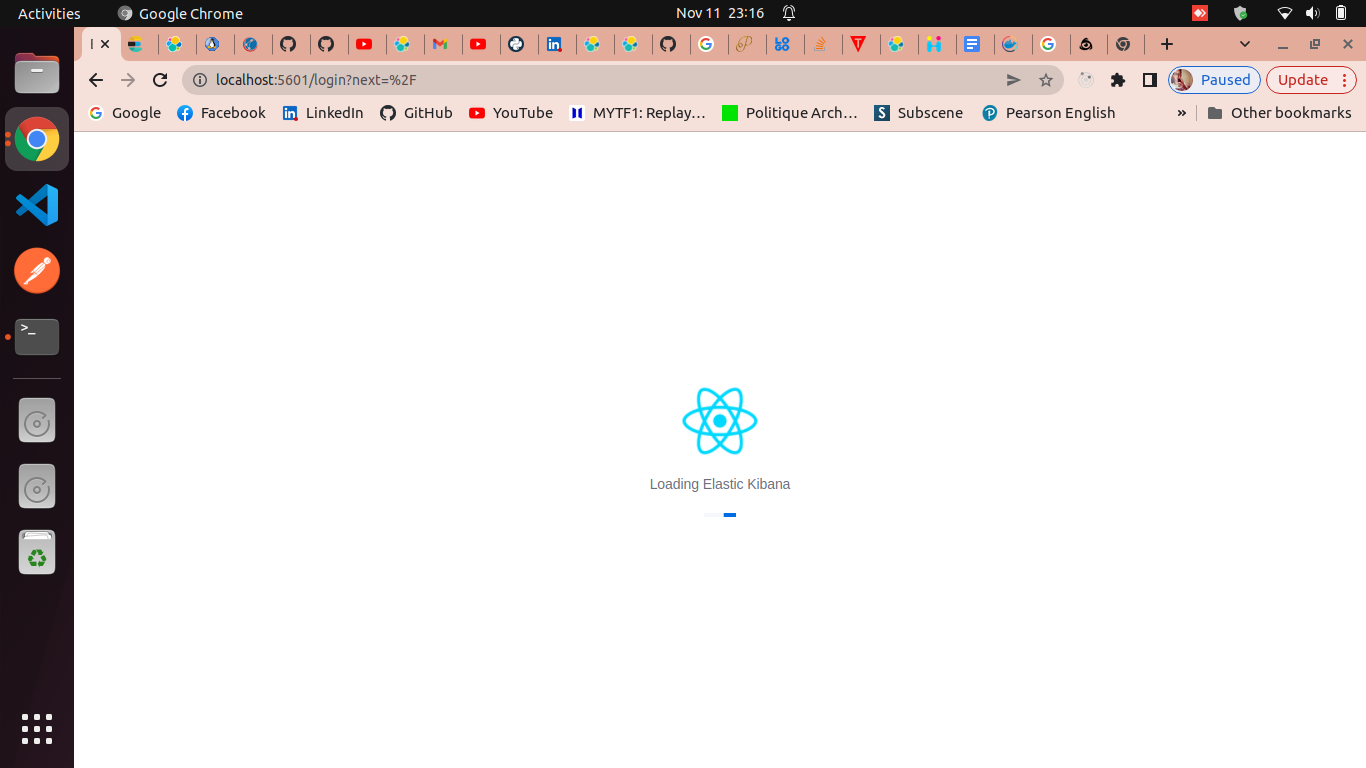 Activities
Google Chrome
Nov 11 23:16
localhost:5601/login?next=%2F
Paused
Update
Google
Facebook
LinkedIn
GitHub
YouTube
MYTF1: Replay…
Politique Arch…
Subscene
Pearson English
»
Other bookmarks
>_
Loading Elastic Kibana